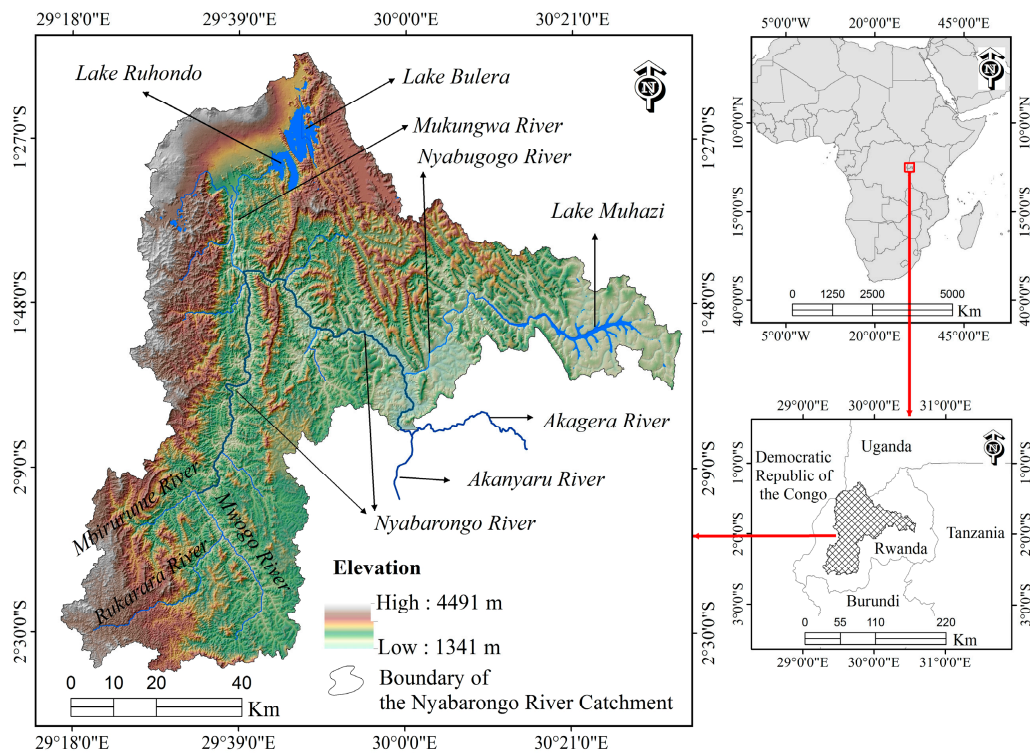 29°18'0"E 29°39'0"E 30°00'0"E 30°21'0"E
1°27'0"S
1°48'0"S
2°9'0"S
2°30'0"S
Lake Ruhondo
Lake Bulera
Mukungwa River
Nyabugogo River
Lake Muhazi
N
Akagera River
Akanyaru River
Nyabarongo River
Mbirurume River
Mwogo River
Rukarara River
Elevation
High : 4491 m
Low : 1341 m
Boundary of
the Nyabarongo River Catchment
0 10 20 40
Km
1°27'0"S
1°48'0"S
2°9'0"S
2°30'0"S
29°18'0"E 29°39'0"E 30°00'0"E 30°21'0"E
5°0'0"W 20°0'0"E 45°0'0"E
10°0'0"N
15°0'0"S
40°0'0"S
N
0 1250 2500 5000
Km
10°0'0"N
15°0'0"S
40°0'0"S
5°0'0"W 20°0'0"E 45°0'0"E
29°0'0"E 30°0'0"E 31°0'0"E
1°0'0"S
2°0'0"S
3°0'0"S
Uganda
N
Democratic
Republic of
the Congo
Tanzania
Rwanda
Burundi
0 55 110 220
Km
1°0'0"S
2°0'0"S
3°0'0"S
29°0'0"E 30°0'0"E 31°0'0"E